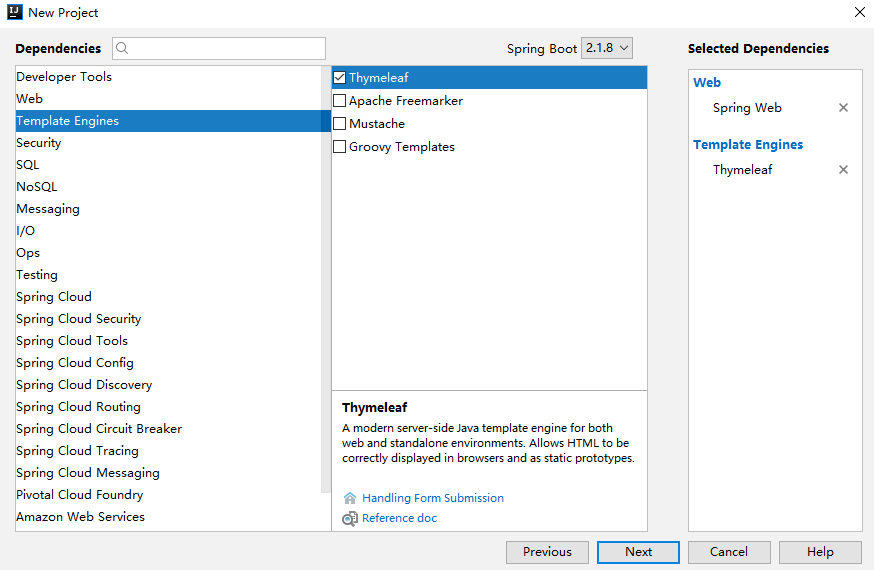 New Project
Dependencies
Spring Boot 2.1.8
Selected Dependencies
Developer Tools
Web
Template Engines
Security
SQL
NoSQL
Messaging
I/O
Ops
Testing
Spring Cloud
Spring Cloud Security
Spring Cloud Tools
Spring Cloud Config
Spring Cloud Discovery
Spring Cloud Routing
Spring Cloud Circuit Breaker
Spring Cloud Tracing
Spring Cloud Messaging
Pivotal Cloud Foundry
Amazon Web Services
Thymeleaf
Apache Freemarker
Mustache
Groovy Templates
Thymeleaf
A modern server-side Java template engine for both
web and standalone environments. Allows HTML to be
correctly displayed in browsers and as static prototypes.
Handling Form Submission
Reference doc
Web
Spring Web
Template Engines
Thymeleaf
Previous
Next
Cancel
Help